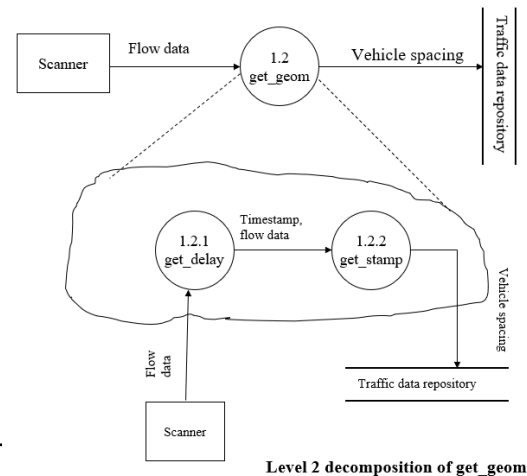 Scanner
Flow data
1.2
get_geom
Vehicle spacing
Traffic data repository
1.2.1
get_delay
Timestamp,
flow data
1.2.2
get_stamp
Vehicle spacing
Flow
data
Traffic data repository
Scanner
Level 2 decomposition of get_geom